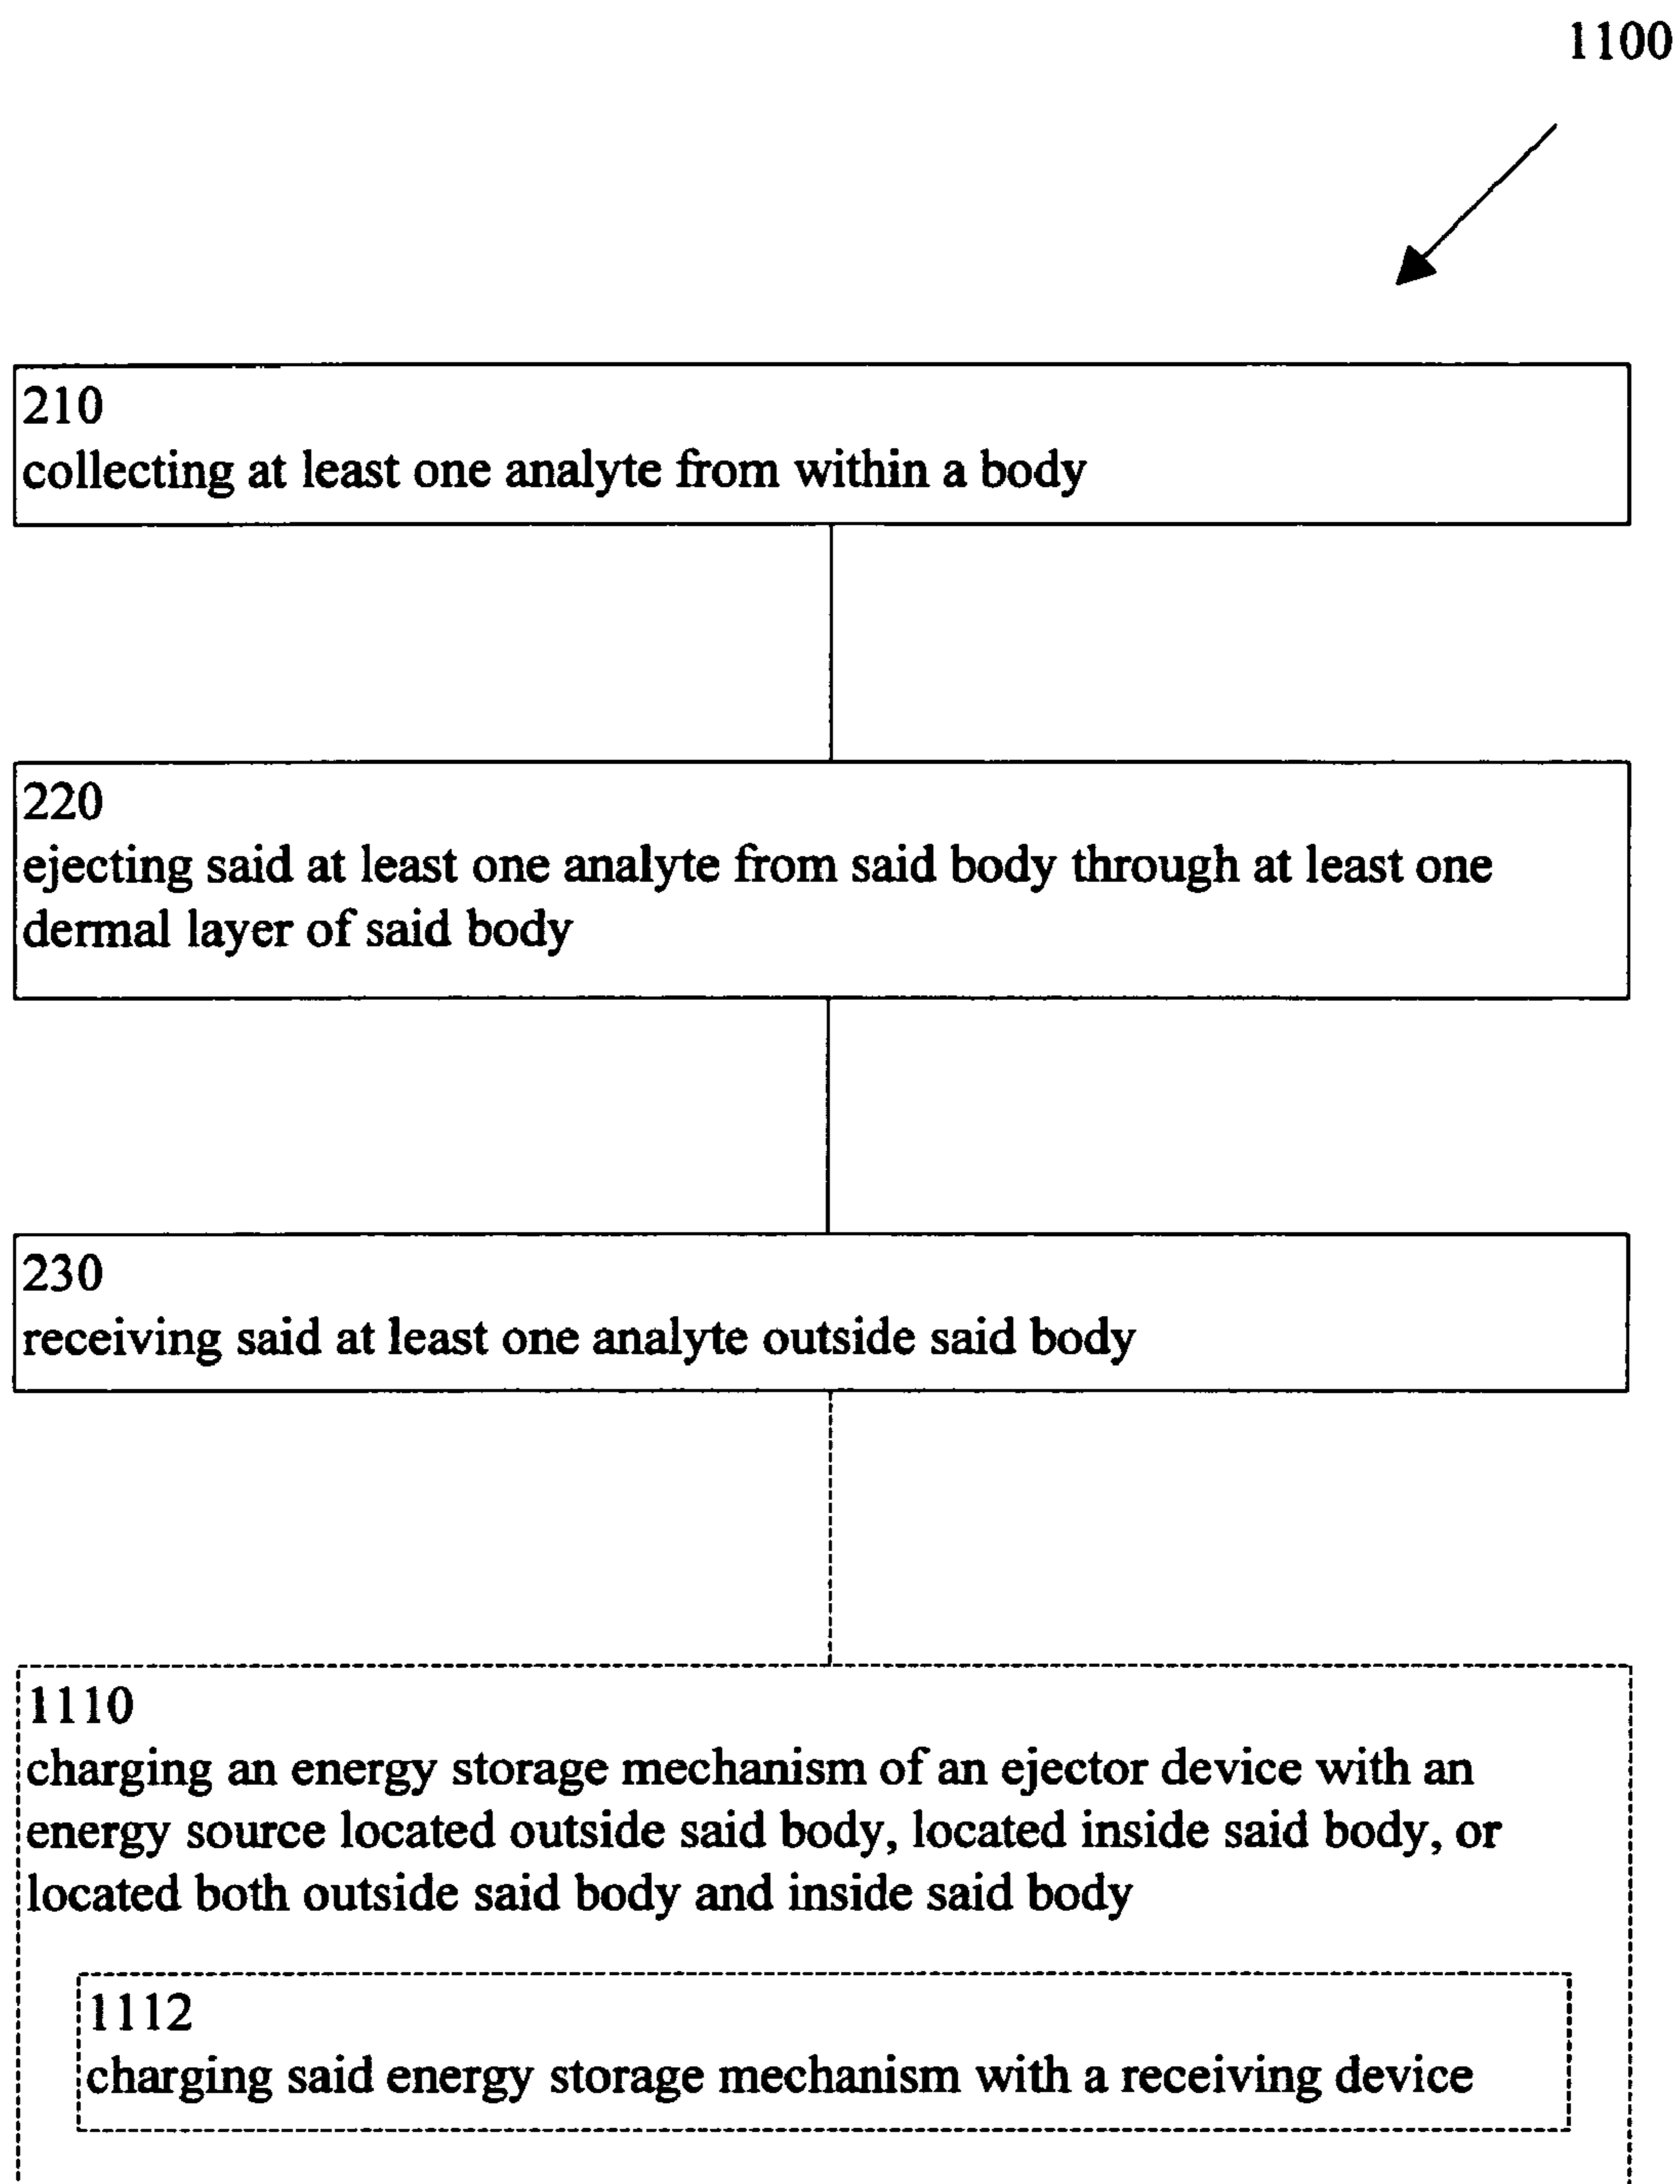 1100
210
collecting at least one analyte from within a body
220
ejecting said at least one analyte from said body through at least one
dermal layer of said body
230
receiving said at least one analyte outside said body
1110
charging an energy storage mechanism of an ejector device with an
energy source located outside said body, located inside said body, or
located both outside said body and inside said body
1112
charging said energy storage mechanism with a receiving device